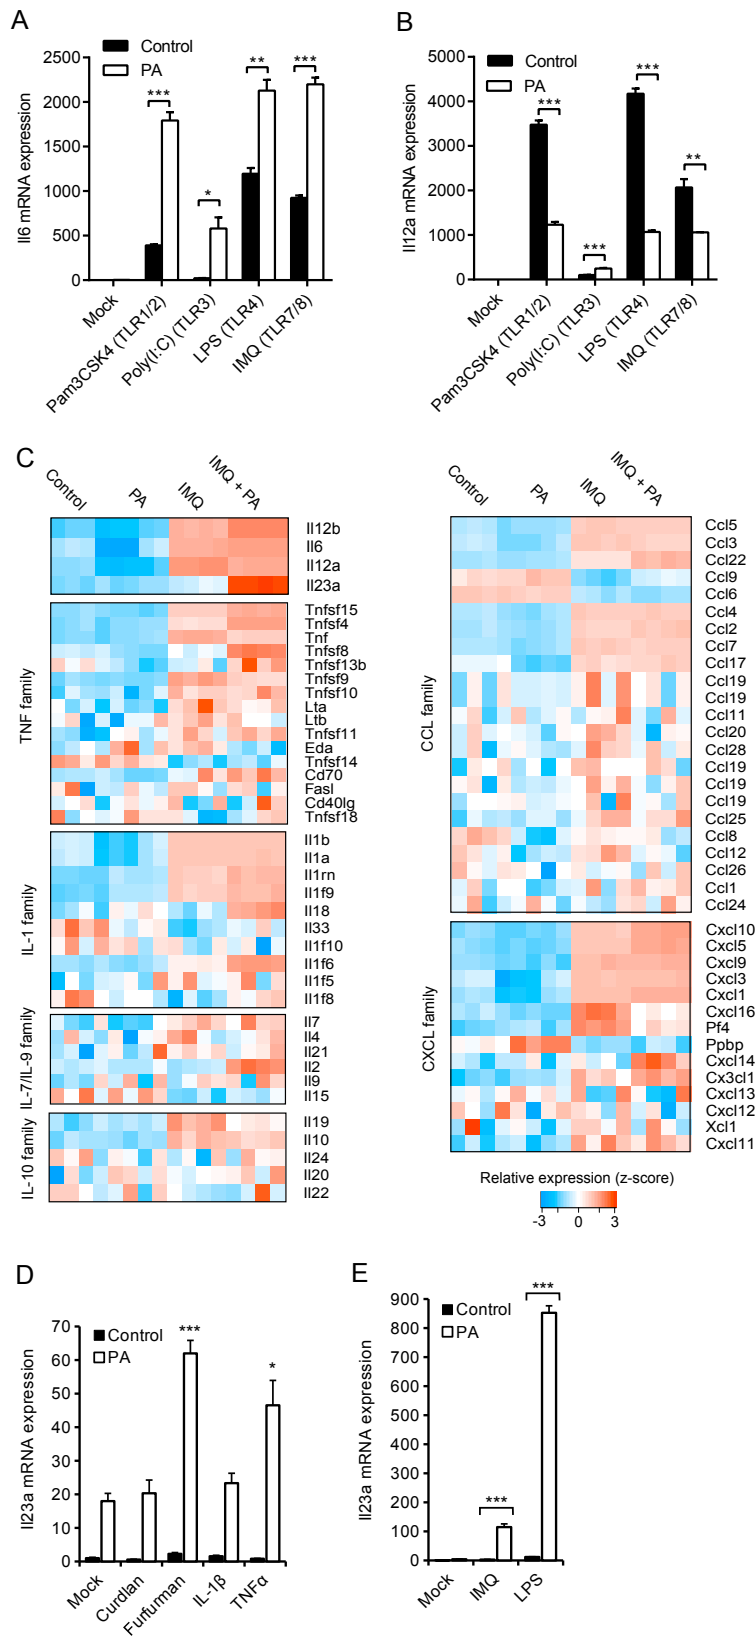 A
Control
PA
Il6 mRNA expression
2500
2000
1500
1000
500
0
***
*
**
***
Mock
Pam3CSK4 (TLR1/2)
Poly(I:C) (TLR3)
LPS (TLR4)
IMQ (TLR7/8)
B
Control
PA
Il12a mRNA expression
5000
4000
3000
2000
1000
0
***
***
***
**
Mock
Pam3CSK4 (TLR1/2)
Poly(I:C) (TLR3)
LPS (TLR4)
IMQ (TLR7/8)
C
Control
PA
IMQ
IMQ + PA
Il12b
Il6
Il12a
Il23a
TNF family
Tnfsf15
Tnfsf4
Tnf
Tnfsf8
Tnfsf13b
Tnfsf9
Tnfsf10
Lta
Ltb
Tnfsf11
Eda
Tnfsf14
Cd70
Fasl
Cd40lg
Tnfsf18
IL-1 family
Il1b
Il1a
Il1rn
Il1f9
Il18
Il33
Il1f10
Il1f6
Il1f5
Il1f8
IL-7/IL-9 family
Il7
Il4
Il21
Il2
Il9
Il15
IL-10 family
Il19
Il10
Il24
Il20
Il22
Control
PA
IMQ
IMQ + PA
CCL family
Ccl5
Ccl3
Ccl22
Ccl9
Ccl6
Ccl4
Ccl2
Ccl7
Ccl17
Ccl19
Ccl19
Ccl11
Ccl20
Ccl28
Ccl19
Ccl19
Ccl19
Ccl25
Ccl8
Ccl12
Ccl26
Ccl1
Ccl24
CXCL family
Cxcl10
Cxcl5
Cxcl9
Cxcl3
Cxcl1
Cxcl16
Pf4
Ppbp
Cxcl14
Cx3cl1
Cxcl13
Cxcl12
Xcl1
Cxcl11
Relative expression (z-score)
-3 0 3
D
Control
PA
Il23a mRNA expression
70
60
50
40
30
20
10
0
***
*
Mock
Curdlan
Furfurman
IL-1β
TNFα
E
Control
PA
Il23a mRNA expression
900
800
700
600
500
400
300
200
100
0
***
***
Mock
IMQ
LPS